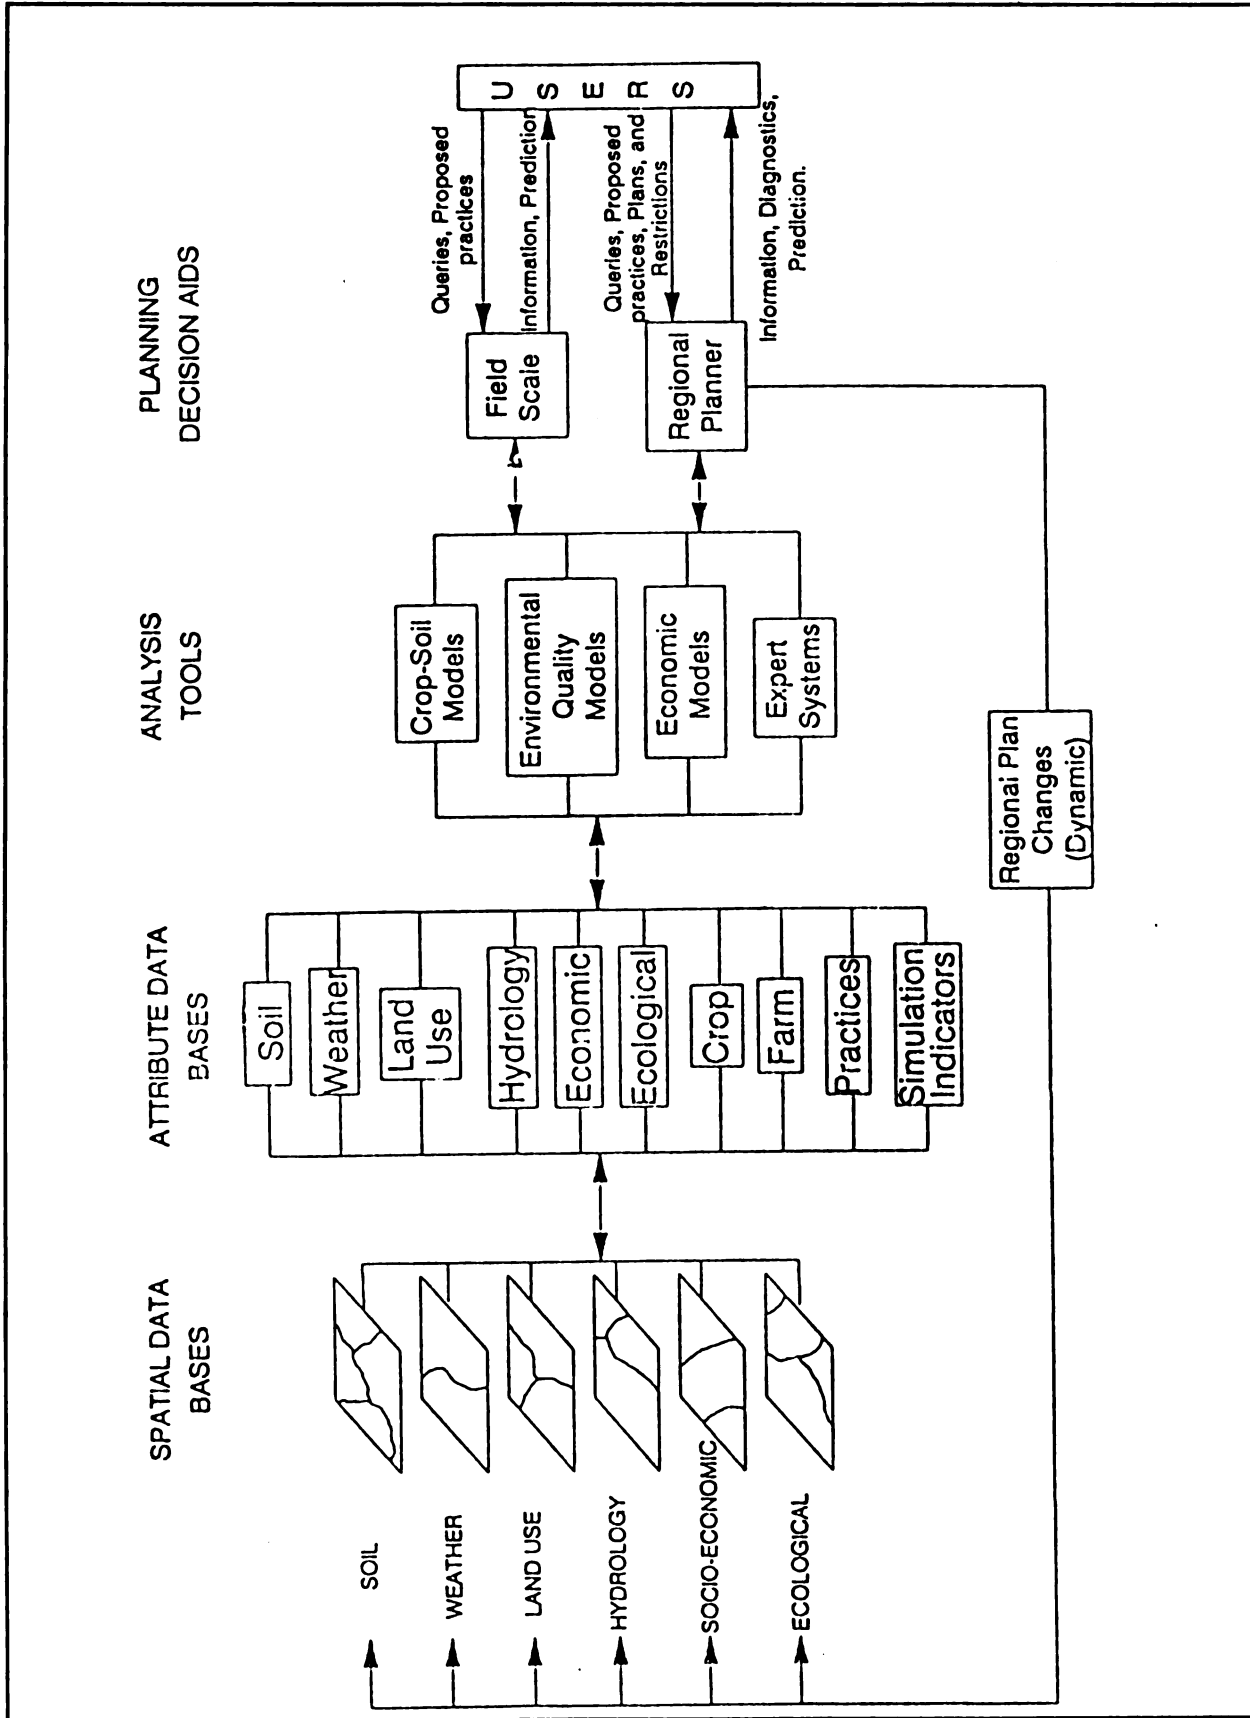 SPATIAL DATA
BASES
SOIL
WEATHER
LAND USE
HYDROLOGY
SOCIO-ECONOMIC
ECOLOGICAL
ATTRIBUTE DATA
BASES
Soil
Weather
Land
Use
Hydrology
Economic
Ecological
Crop
Farm
Practices
Simulation
Indicators
ANALYSIS
TOOLS
Crop-Soil
Models
Environmental
Quality
Models
Economic
Models
Expert
Systems
PLANNING
DECISION AIDS
Field
Scale
Regional
Planner
Queries, Proposed
practices
Information, Prediction
Queries, Proposed
practices, Plans, and
Restrictions
Information, Diagnostics,
Prediction.
USERS
Regional Plan
Changes
(Dynamic)